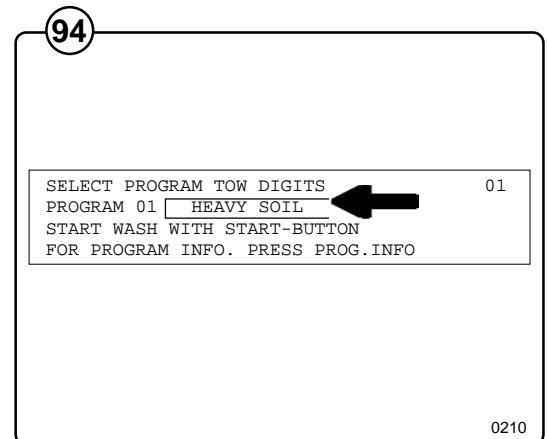 94
SELECT PROGRAM TOW DIGITS 01
PROGRAM 01 HEAVY SOIL
START WASH WITH START-BUTTON
FOR PROGRAM INFO. PRESS PROG.INFO
0210